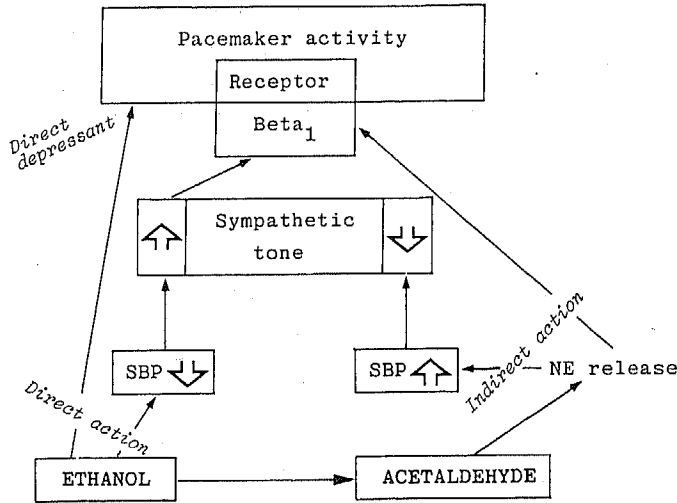 Pacemaker activity
Receptor
Beta1
Direct
depressant
Sympathetic
tone
SBP
SBP
NE release
Indirect action
Direct action
ETHANOL
ACETALDEHYDE